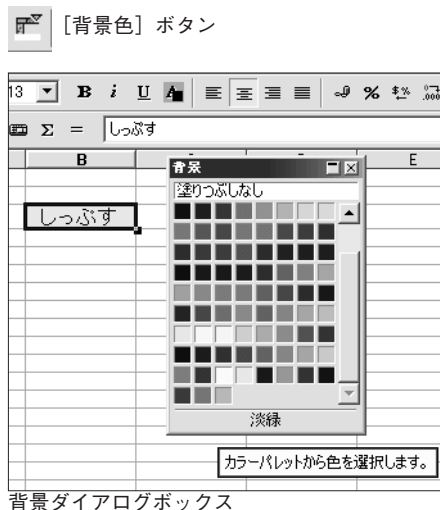 [背景色] ボタン
13 B i U A % $% .000
Σ = しっぷす
B E
背景
塗りつぶしなし
しっぷす
淡緑
カラーパレットから色を選択します。
背景ダイアログボックス